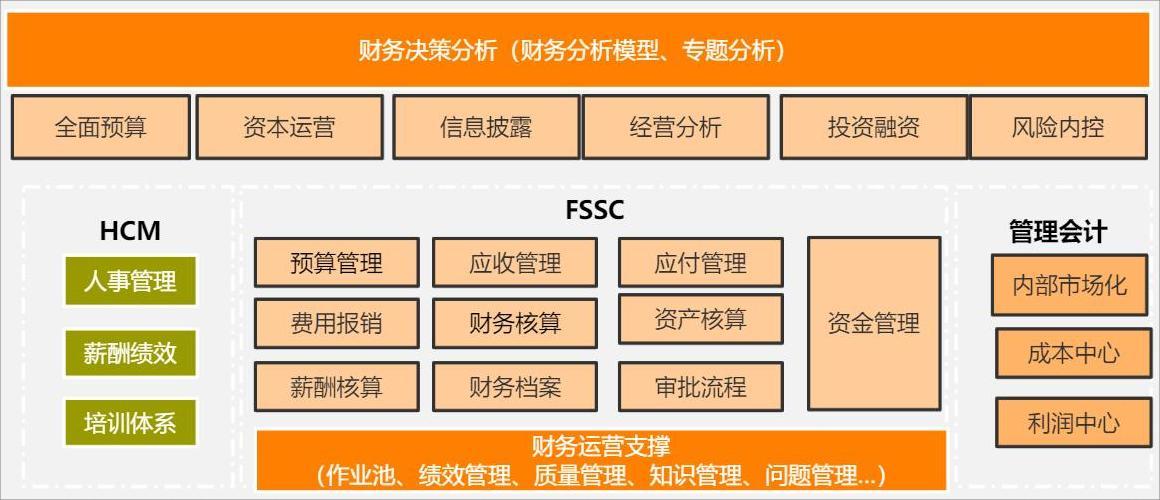 财务决策分析（财务分析模型、专题分析）
全面预算
资本运营
信息披露
经营分析
投资融资
风险内控
HCM
人事管理
薪酬绩效
培训体系
FSSC
预算管理
应收管理
应付管理
费用报销
财务核算
资产核算
薪酬核算
财务档案
审批流程
资金管理
财务运营支撑
（作业池、绩效管理、质量管理、知识管理、问题管理...）
管理会计
内部市场化
成本中心
利润中心